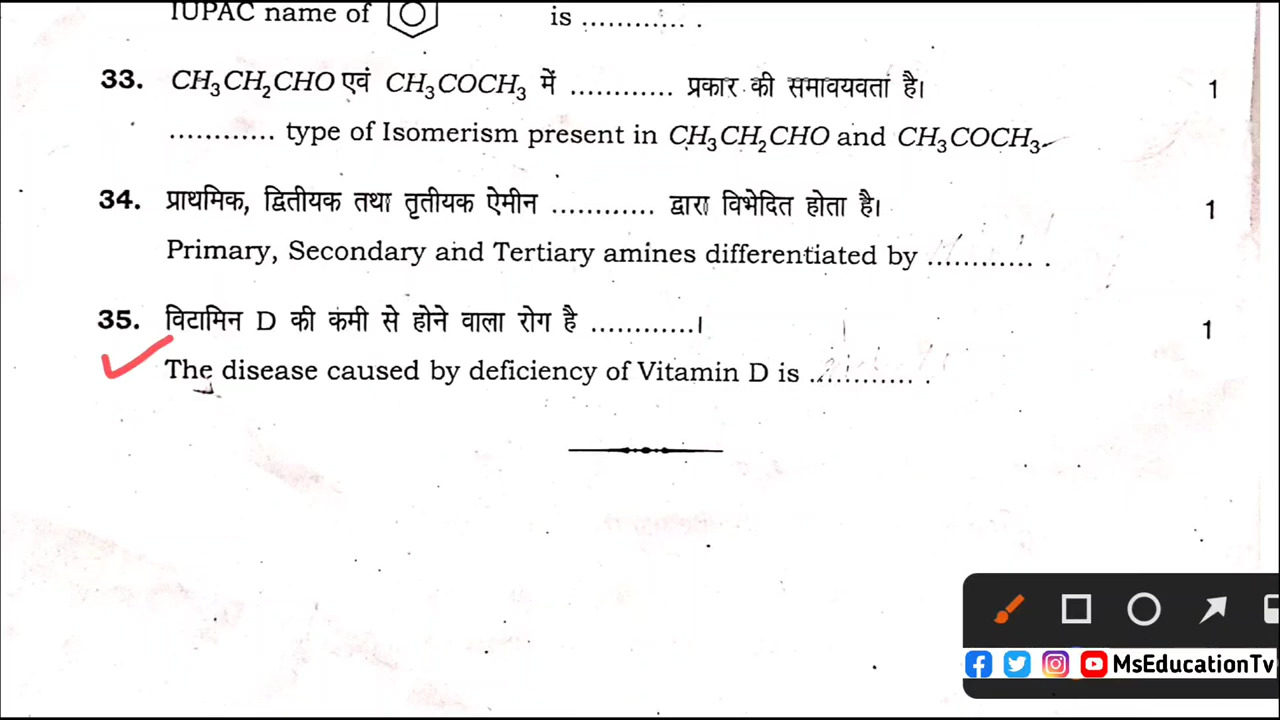 IUPAC name of is ............ .
33. CH₃CH₂CHO एवं CH₃COCH₃ में ............ प्रकार की समावयवता है। 1
............ type of Isomerism present in CH₃CH₂CHO and CH₃COCH₃.
34. प्राथमिक, द्वितीयक तथा तृतीयक ऐमीन ............ द्वारा विभेदित होता है। 1
Primary, Secondary and Tertiary amines differentiated by ............ .
35. विटामिन D की कमी से होने वाला रोग है ............। 1
The disease caused by deficiency of Vitamin D is ............ .
MsEducationTv